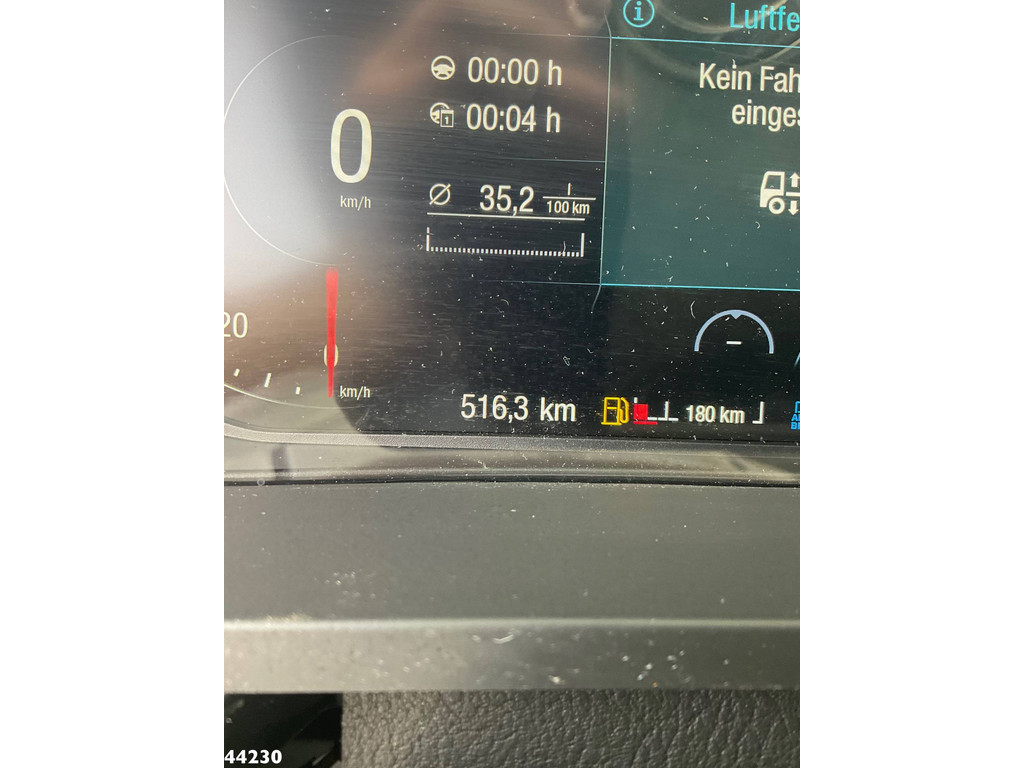 Luftfe
00:00 h
Kein Fah
00:04 h
einges
0
km/h
Ø 35,2 l/100 km
20
0
km/h
516,3 km
180 km
44230